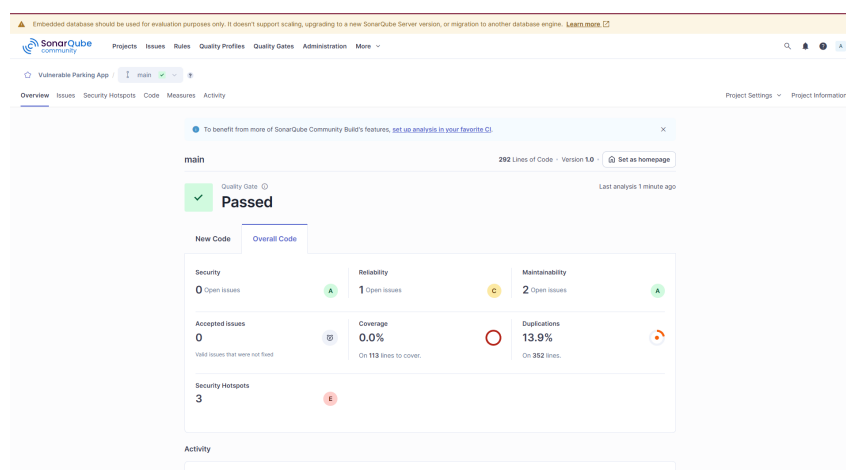 Embedded database should be used for evaluation purposes only. It doesn't support scaling, upgrading to a new SonarQube Server version, or migration to another database engine. Learn more
SonarQube community Projects Issues Rules Quality Profiles Quality Gates Administration More A
Vulnerable Parking App / main
Overview Issues Security Hotspots Code Measures Activity Project Settings Project Information
To benefit from more of SonarQube Community Build's features, set up analysis in your favorite CI.
main 292 Lines of Code · Version 1.0 · Set as homepage
Quality Gate Last analysis 1 minute ago
Passed
New Code Overall Code
Security Reliability Maintainability
0 Open issues A 1 Open issues C 2 Open issues A
Accepted issues Coverage Duplications
0 0.0% 13.9%
Valid issues that were not fixed On 113 lines to cover. On 352 lines.
Security Hotspots
3 E
Activity